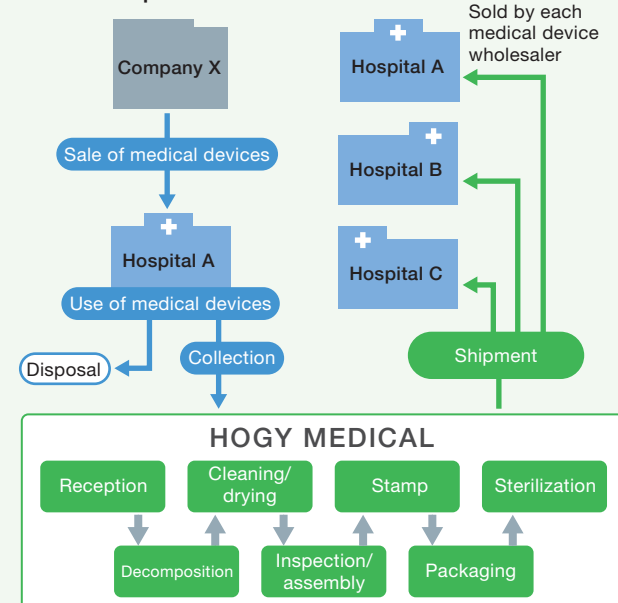 Sold by each
medical device
wholesaler
Company X
Hospital A
Sale of medical devices
Hospital B
Hospital A
Hospital C
Use of medical devices
Disposal
Collection
Shipment
HOGY MEDICAL
Reception
Cleaning/
drying
Stamp
Sterilization
Decomposition
Inspection/
assembly
Packaging